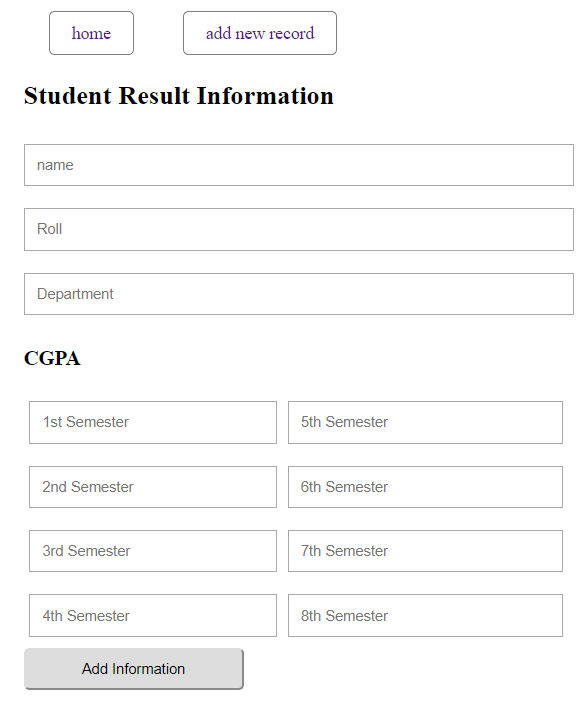 home add new record
Student Result Information
name
Roll
Department
CGPA
1st Semester 5th Semester
2nd Semester 6th Semester
3rd Semester 7th Semester
4th Semester 8th Semester
Add Information